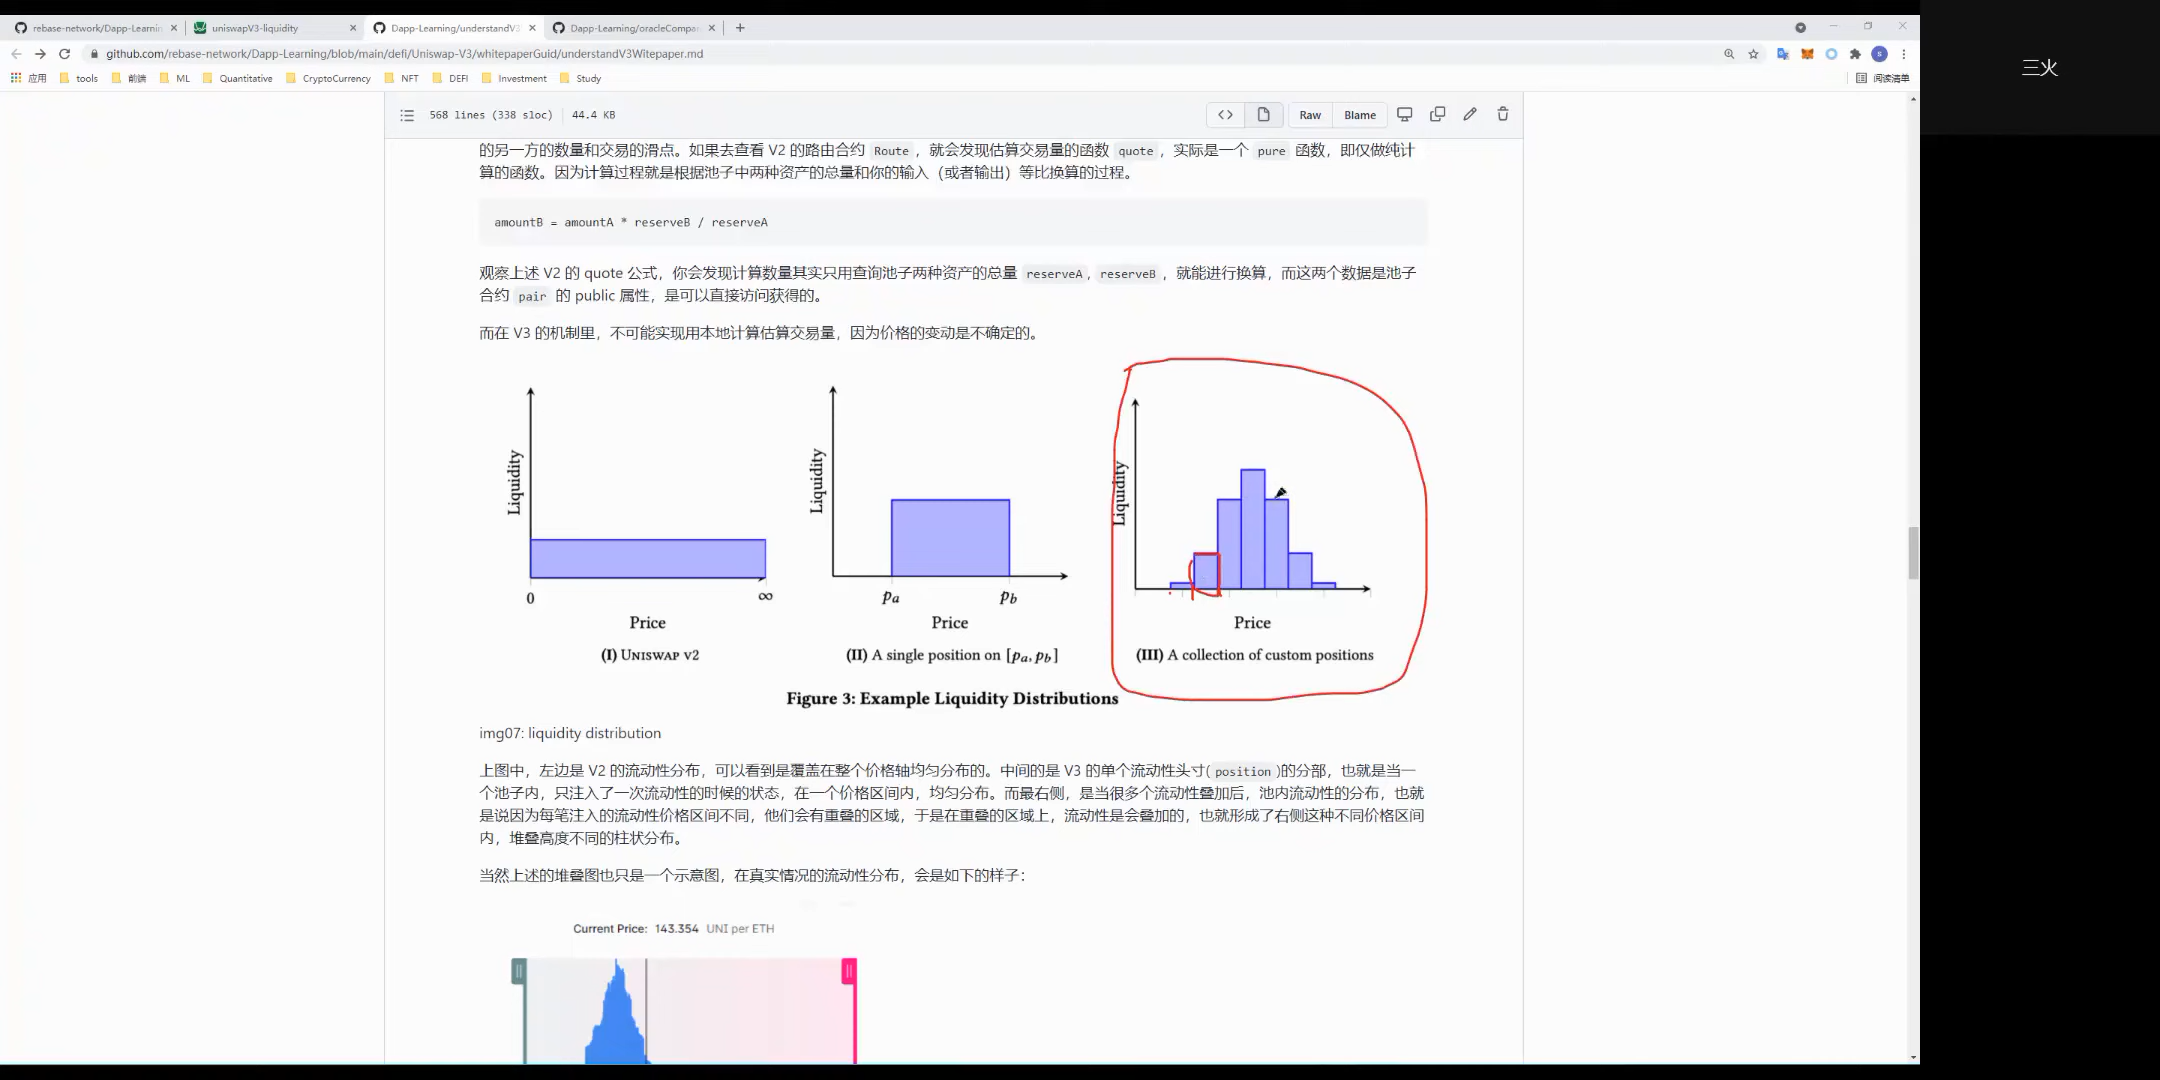 rebase-network/Dapp-Learnin
uniswapV3-liquidity
Dapp-Learning/understandV3
Dapp-Learning/oracleCompar
github.com/rebase-network/Dapp-Learning/blob/main/defi/Uniswap-V3/whitepaperGuid/understandV3Witepaper.md
应用 tools 前端 ML Quantitative CryptoCurrency NFT DEFI Investment Study 阅读清单
三火
568 lines (338 sloc) 44.4 KB
Raw Blame
的另一方的数量和交易的滑点。如果去查看 V2 的路由合约 Route ，就会发现估算交易量的函数 quote ，实际是一个 pure 函数，即仅做纯计
算的函数。因为计算过程就是根据池子中两种资产的总量和你的输入（或者输出）等比换算的过程。
amountB = amountA * reserveB / reserveA
观察上述 V2 的 quote 公式，你会发现计算数量其实只用查询池子两种资产的总量 reserveA , reserveB ，就能进行换算，而这两个数据是池子
合约 pair 的 public 属性，是可以直接访问获得的。
而在 V3 的机制里，不可能实现用本地计算估算交易量，因为价格的变动是不确定的。
Liquidity
0 ∞
Price
(I) UNISWAP V2
Liquidity
pa pb
Price
(II) A single position on [pa, pb]
Liquidity
Price
(III) A collection of custom positions
Figure 3: Example Liquidity Distributions
img07: liquidity distribution
上图中，左边是 V2 的流动性分布，可以看到是覆盖在整个价格轴均匀分布的。中间的是 V3 的单个流动性头寸( position )的分部，也就是当一
个池子内，只注入了一次流动性的时候的状态，在一个价格区间内，均匀分布。而最右侧，是当很多个流动性叠加后，池内流动性的分布，也就
是说因为每笔注入的流动性价格区间不同，他们会有重叠的区域，于是在重叠的区域上，流动性是会叠加的，也就形成了右侧这种不同价格区间
内，堆叠高度不同的柱状分布。
当然上述的堆叠图也只是一个示意图，在真实情况的流动性分布，会是如下的样子：
Current Price: 143.354 UNI per ETH